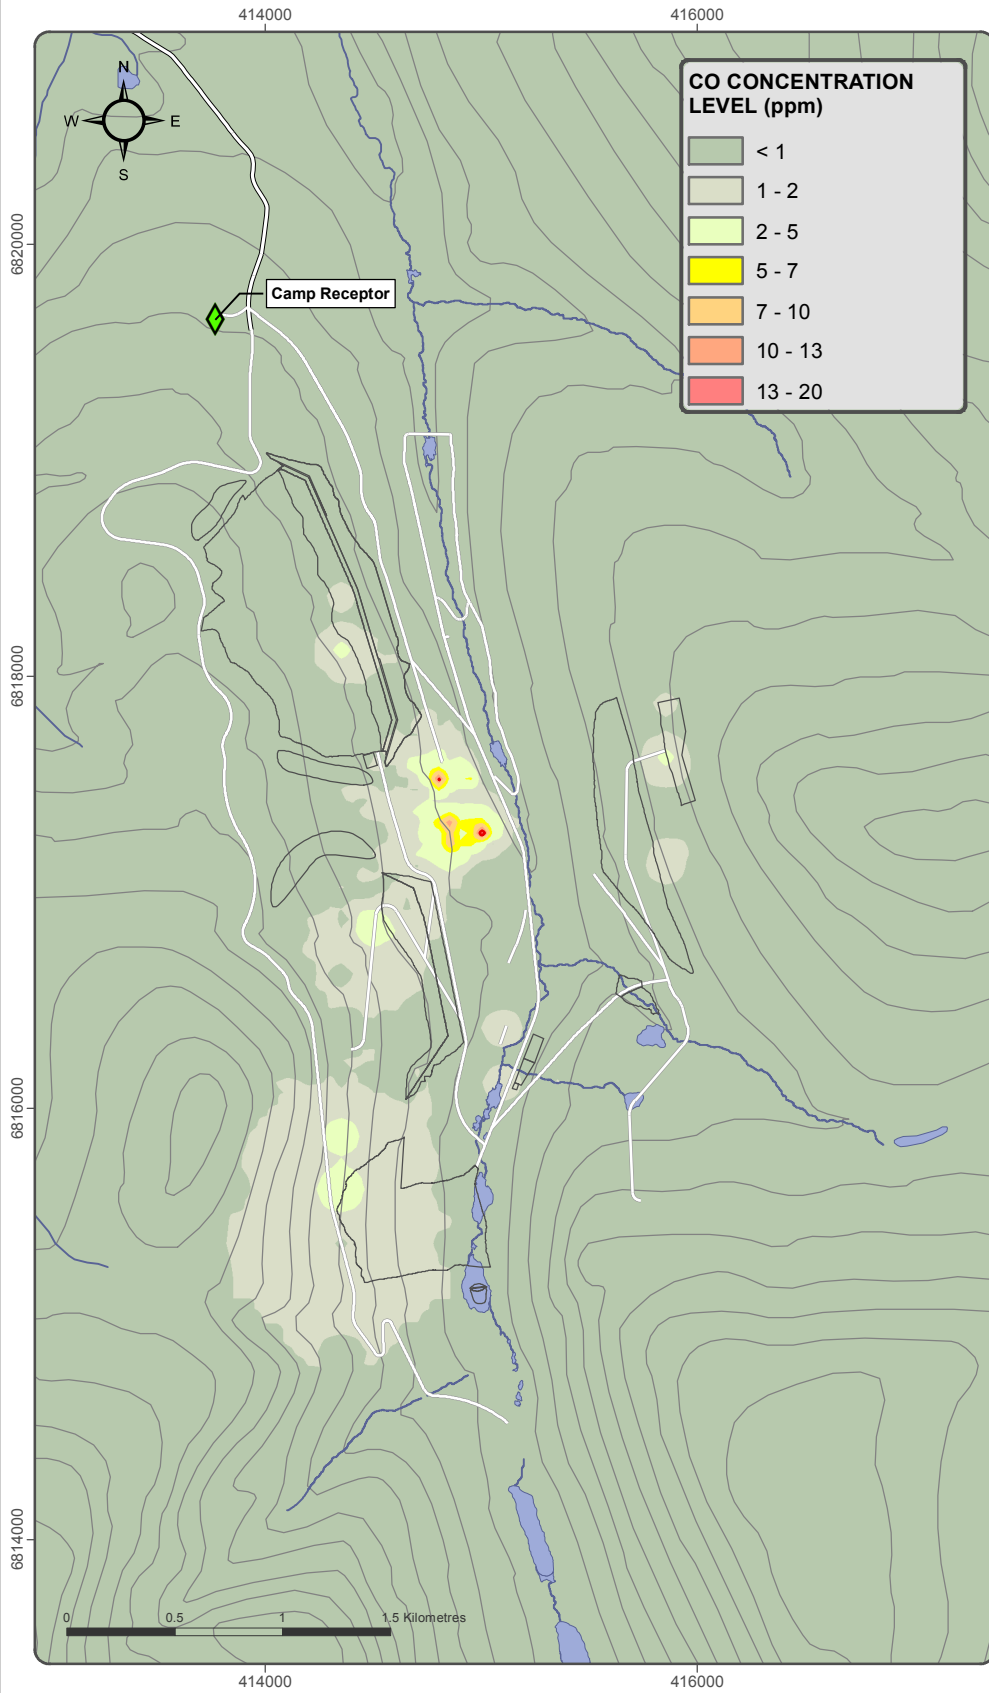 414000
416000
N
W
E
S
CO CONCENTRATION
LEVEL (ppm)
< 1
1 - 2
2 - 5
5 - 7
7 - 10
10 - 13
13 - 20
6820000
Camp Receptor
6818000
6816000
6814000
0
0.5
1
1.5 Kilometres
414000
416000